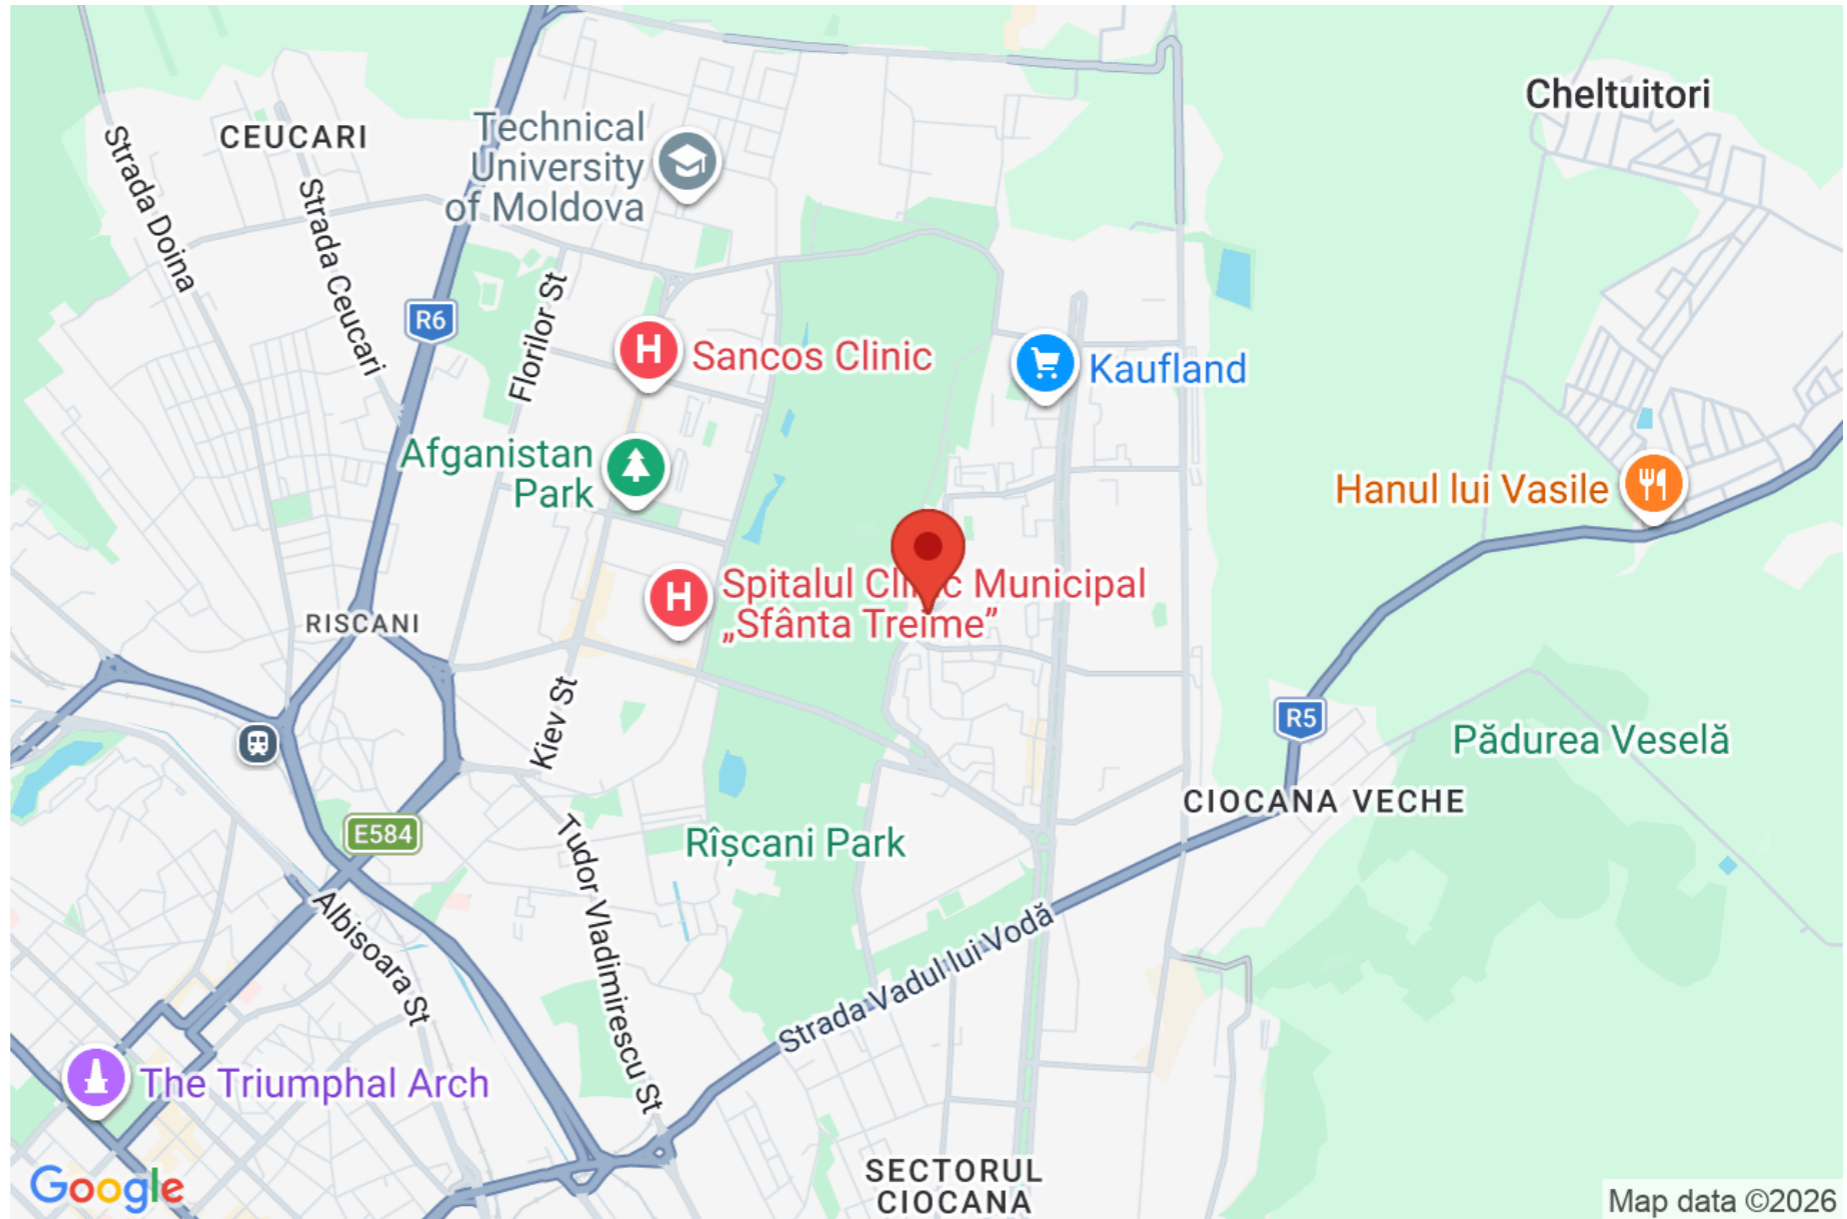 Cheltuitori
CEUCARI
Technical
University
of Moldova
Strada Doina
Strada Ceucari
R6
Florilor St
Sancos Clinic
Kaufland
Afganistan
Park
Hanul lui Vasile
Spitalul Clinic Municipal
„Sfânta Treime”
RISCANI
Kiev St
R5
Pădurea Veselă
CIOCANA VECHE
E584
Rîșcani Park
Tudor Vladimirescu St
Albisoara St
Strada Vadul lui Vodă
The Triumphal Arch
SECTORUL
CIOCANA
Google
Map data ©2026